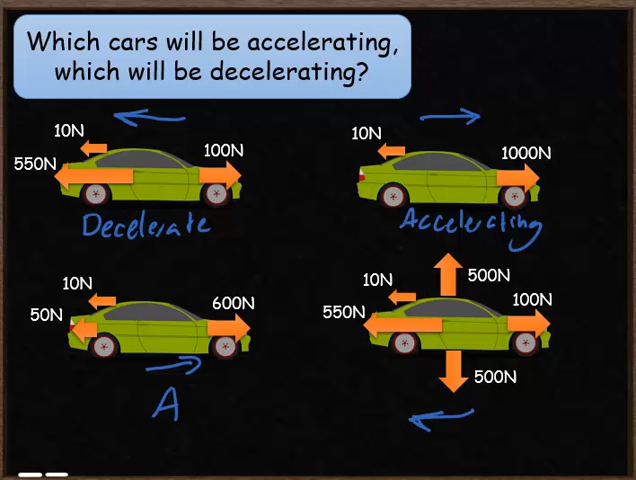 Which cars will be accelerating,
which will be decelerating?
10N
550N
100N
Decelerate
10N
1000N
Accelerating
10N
50N
600N
A
500N
10N
550N
100N
500N